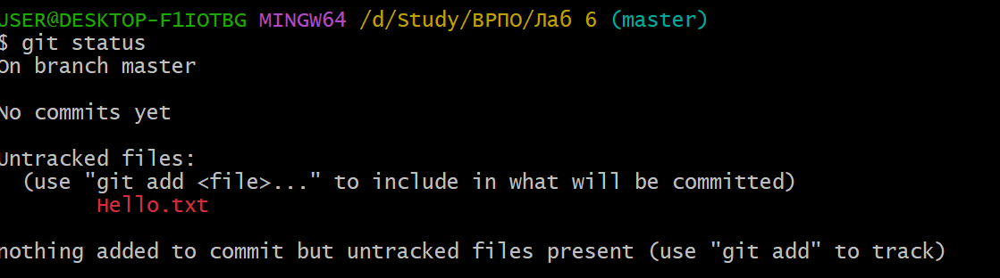 USER@DESKTOP-F1IOTBG MINGW64 /d/Study/ВРПО/Лаб 6 (master)
$ git status
On branch master
No commits yet
Untracked files:
  (use "git add <file>..." to include in what will be committed)
        Hello.txt
nothing added to commit but untracked files present (use "git add" to track)